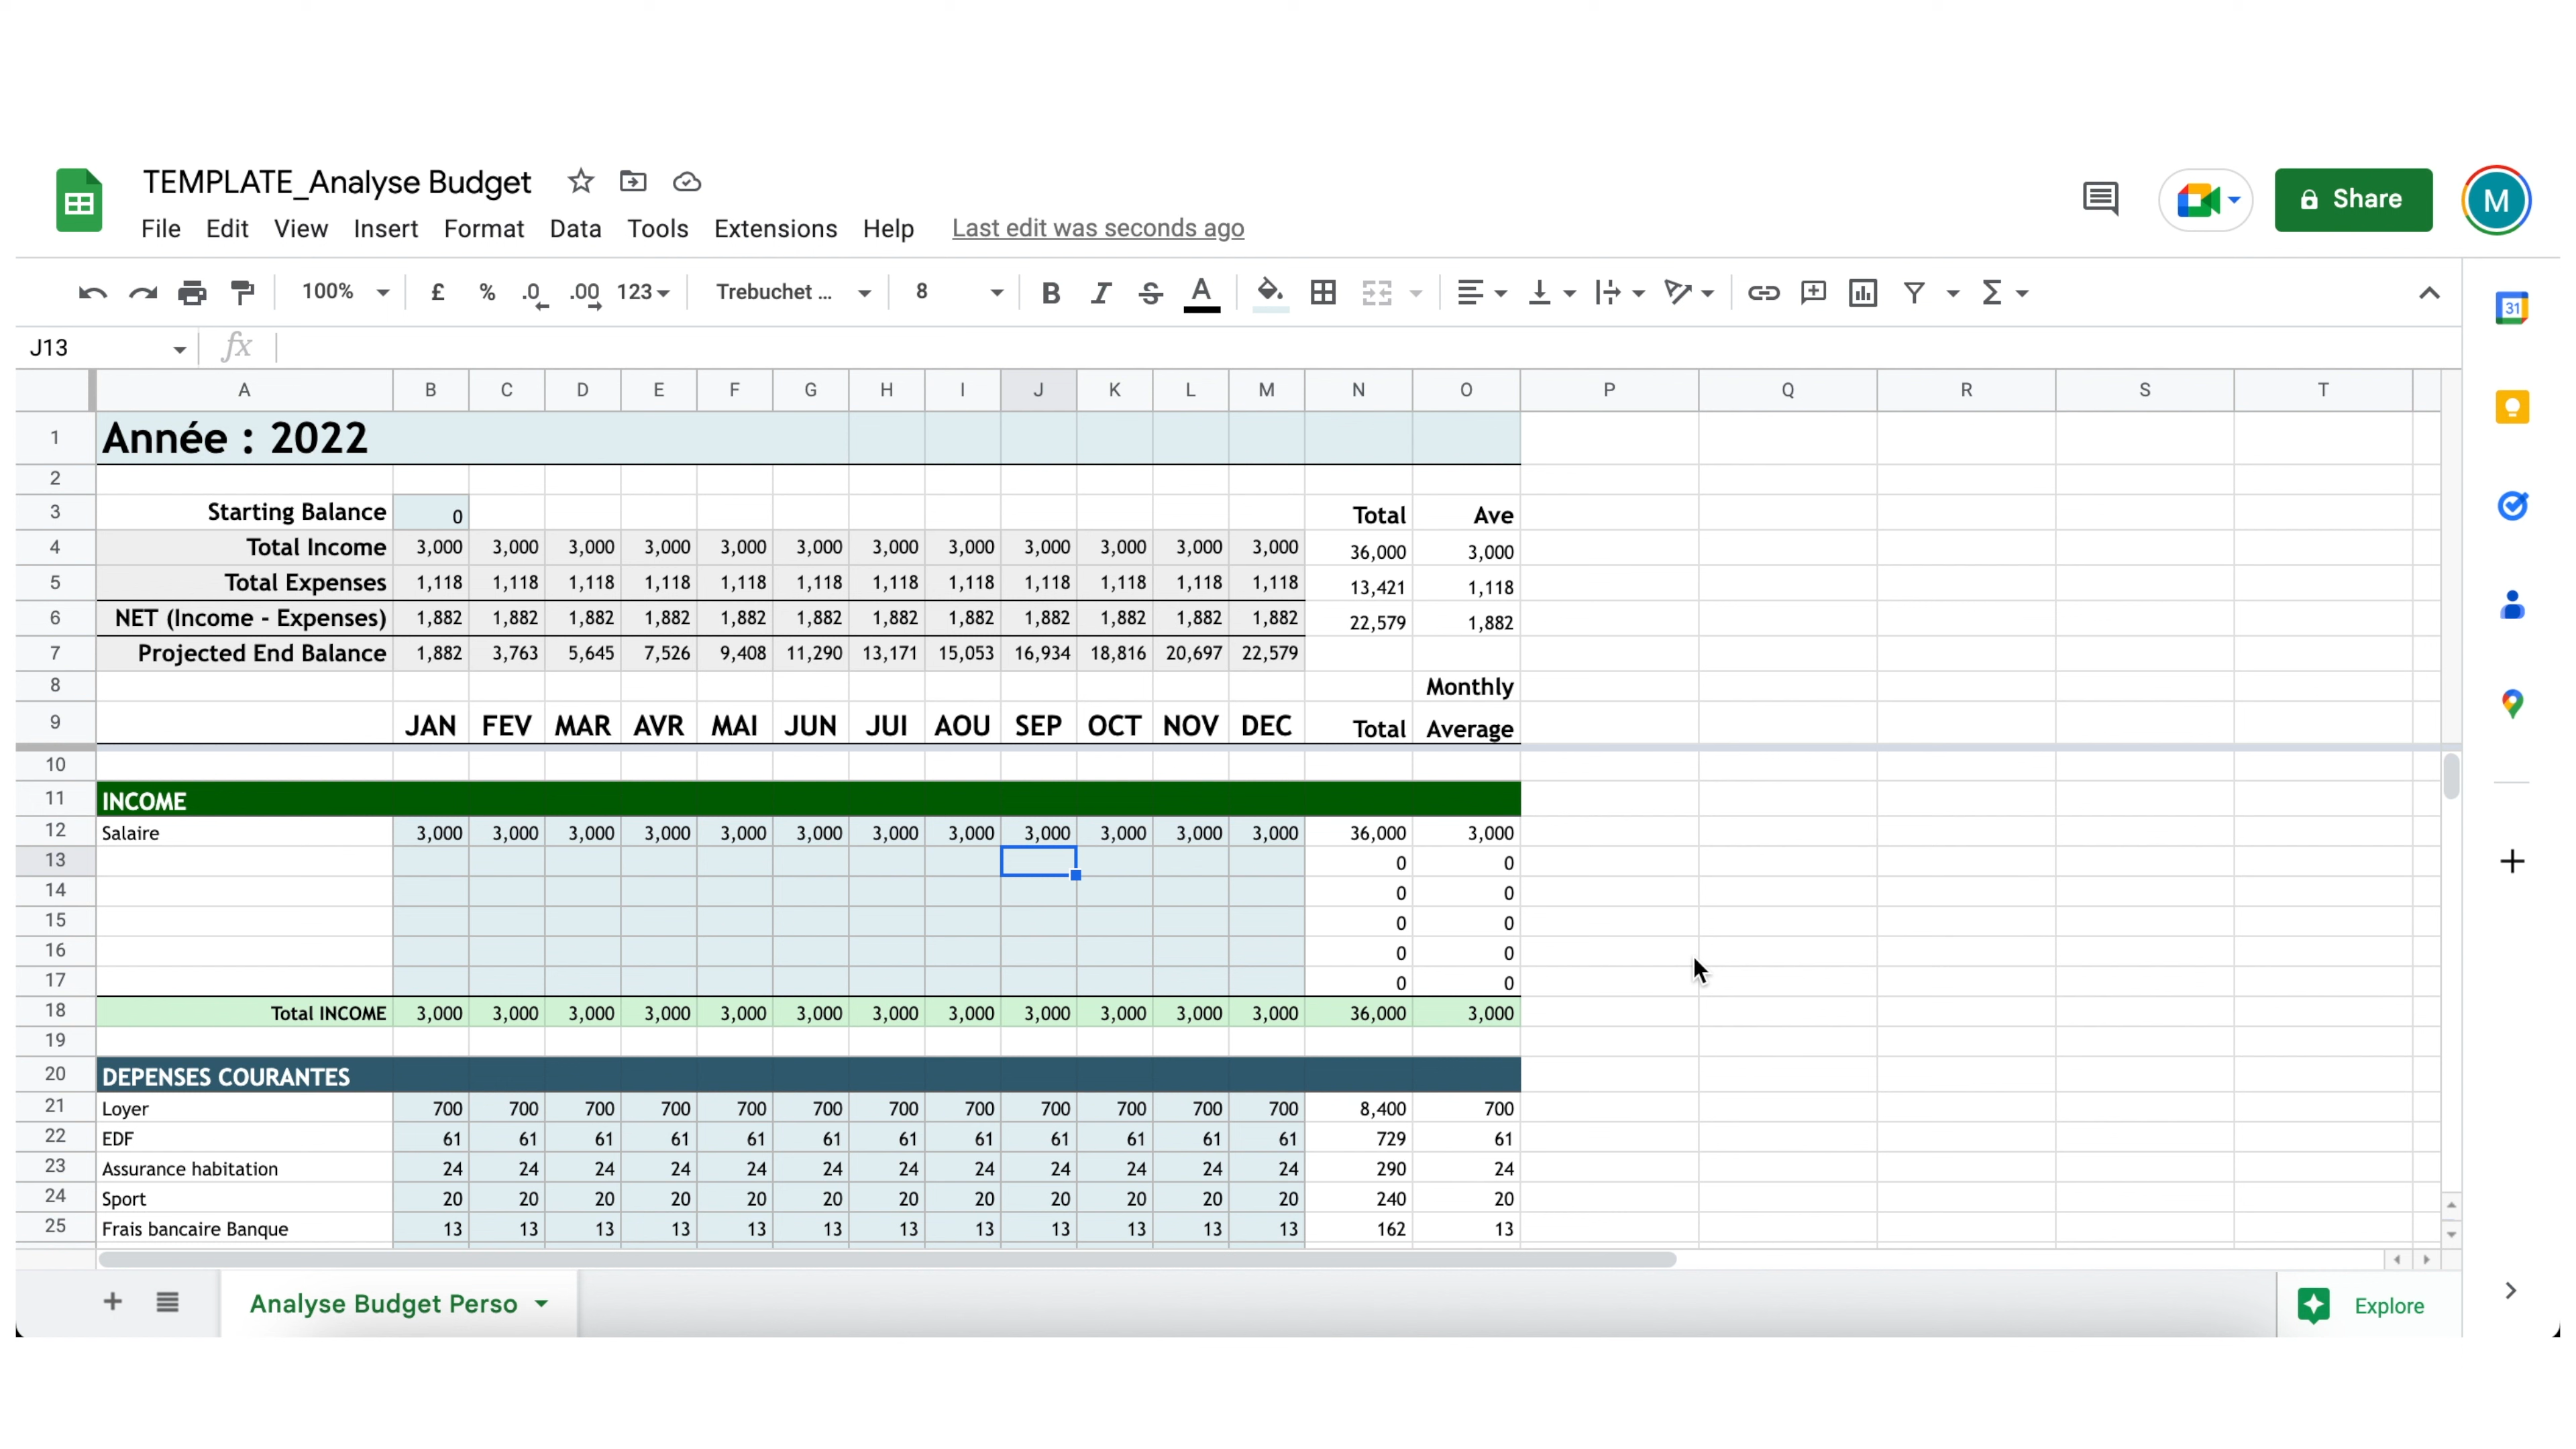 TEMPLATE_Analyse Budget
File Edit View Insert Format Data Tools Extensions Help Last edit was seconds ago
Share M
100% £ % .0 .00 123 Trebuchet ... 8 B I S A 31
J13 fx
A B C D E F G H I J K L M N O P Q R S T
1 Année : 2022
2
3 Starting Balance 0 Total Ave
4 Total Income 3,000 3,000 3,000 3,000 3,000 3,000 3,000 3,000 3,000 3,000 3,000 3,000 36,000 3,000
5 Total Expenses 1,118 1,118 1,118 1,118 1,118 1,118 1,118 1,118 1,118 1,118 1,118 1,118 13,421 1,118
6 NET (Income - Expenses) 1,882 1,882 1,882 1,882 1,882 1,882 1,882 1,882 1,882 1,882 1,882 1,882 22,579 1,882
7 Projected End Balance 1,882 3,763 5,645 7,526 9,408 11,290 13,171 15,053 16,934 18,816 20,697 22,579
8 Monthly
9 JAN FEV MAR AVR MAI JUN JUI AOU SEP OCT NOV DEC Total Average
10
11 INCOME
12 Salaire 3,000 3,000 3,000 3,000 3,000 3,000 3,000 3,000 3,000 3,000 3,000 3,000 36,000 3,000
13 0 0
14 0 0
15 0 0
16 0 0
17 0 0
18 Total INCOME 3,000 3,000 3,000 3,000 3,000 3,000 3,000 3,000 3,000 3,000 3,000 3,000 36,000 3,000
19
20 DEPENSES COURANTES
21 Loyer 700 700 700 700 700 700 700 700 700 700 700 700 8,400 700
22 EDF 61 61 61 61 61 61 61 61 61 61 61 61 729 61
23 Assurance habitation 24 24 24 24 24 24 24 24 24 24 24 24 290 24
24 Sport 20 20 20 20 20 20 20 20 20 20 20 20 240 20
25 Frais bancaire Banque 13 13 13 13 13 13 13 13 13 13 13 13 162 13
Analyse Budget Perso Explore